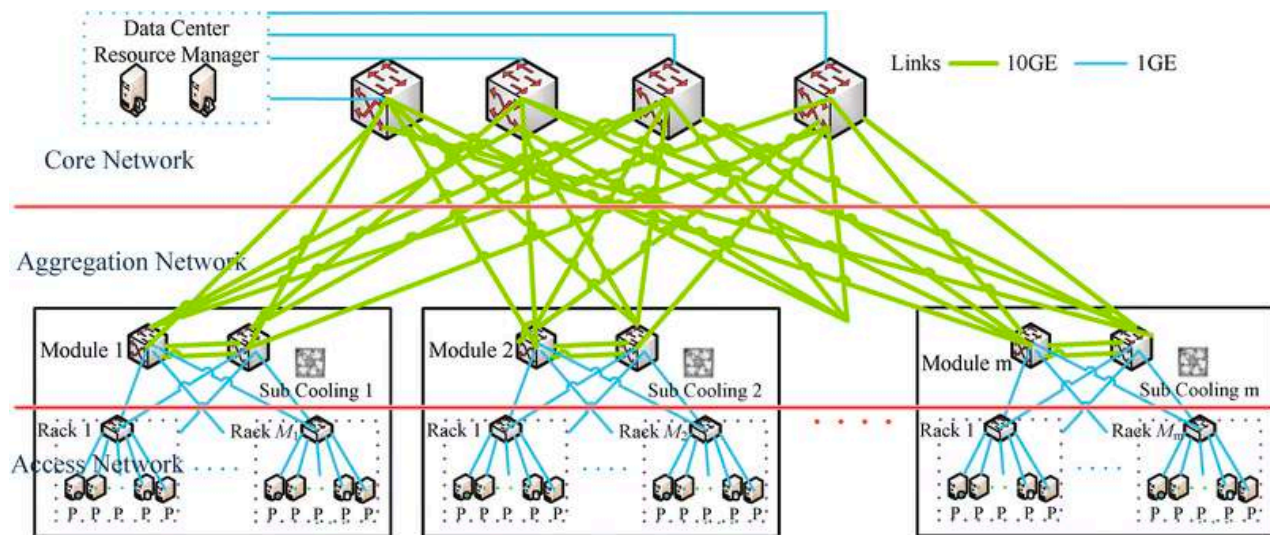 Data Center
Resource Manager
Links 10GE 1GE
Core Network
Aggregation Network
Module 1
Sub Cooling 1
Module 2
Sub Cooling 2
Module m
Sub Cooling m
Rack 1
Rack M₁
Rack 1
Rack M₂
Rack 1
Rack Mₘ
Access Network
P P P P P
P P P P P
P P P P P
P P P P P
P P P P P
P P P P P